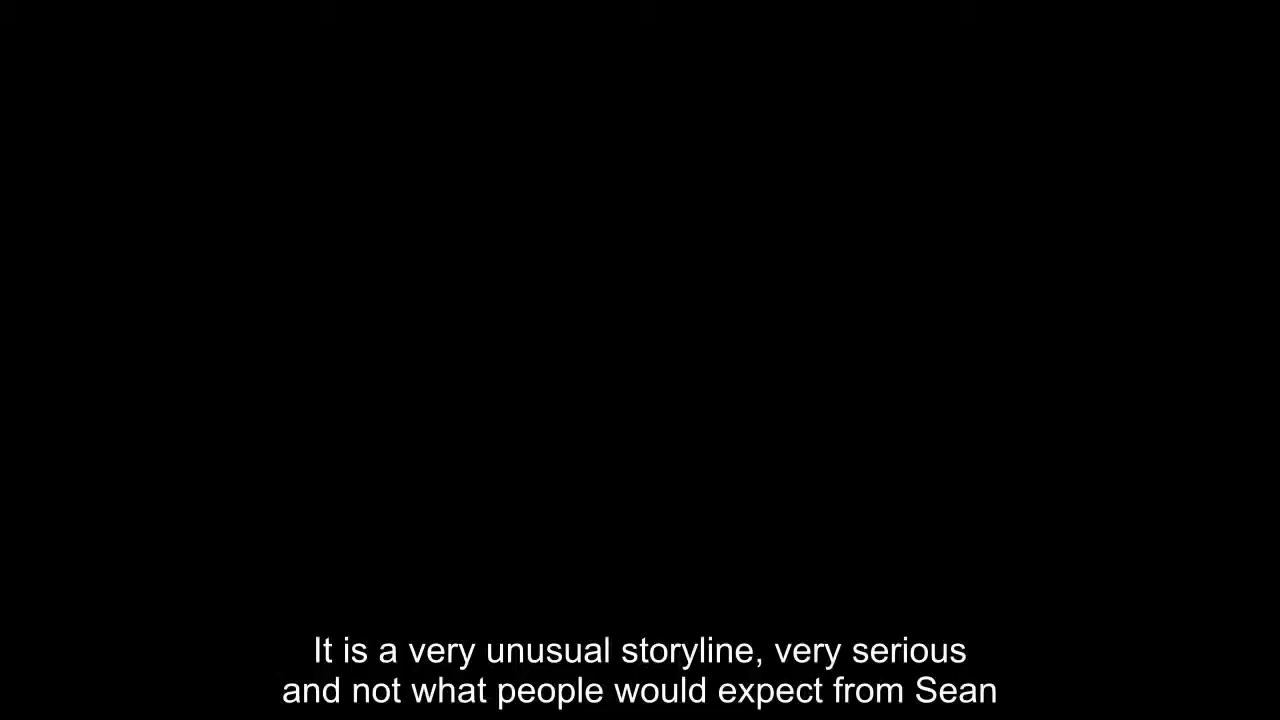 It is a very unusual storyline, very serious
and not what people would expect from Sean